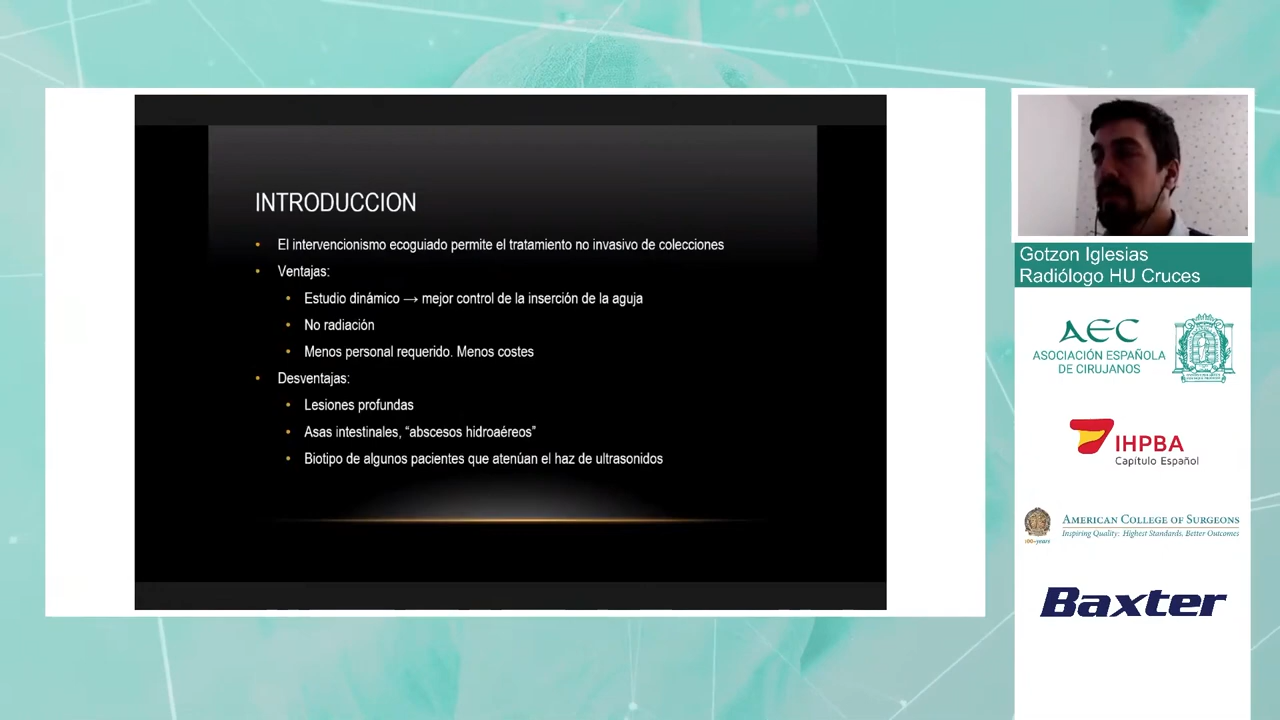 INTRODUCCION
• El intervencionismo ecoguiado permite el tratamiento no invasivo de colecciones
• Ventajas:
• Estudio dinámico → mejor control de la inserción de la aguja
• No radiación
• Menos personal requerido. Menos costes
• Desventajas:
• Lesiones profundas
• Asas intestinales, “abscesos hidroaéreos”
• Biotipo de algunos pacientes que atenúan el haz de ultrasonidos
Gotzon Iglesias
Radiólogo HU Cruces
AEC
ASOCIACIÓN ESPAÑOLA
DE CIRUJANOS
IHPBA
Capítulo Español
AMERICAN COLLEGE OF SURGEONS
Inspiring Quality: Highest Standards, Better Outcomes
100+years
Baxter